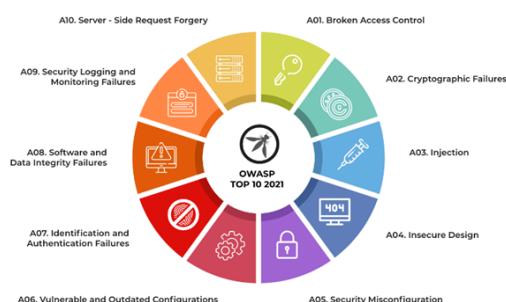 A10. Server - Side Request Forgery
A01. Broken Access Control
A09. Security Logging and
Monitoring Failures
A02. Cryptographic Failures
A08. Software and
Data Integrity Failures
OWASP
TOP 10 2021
A03. Injection
404
A07. Identification and
Authentication Failures
A04. Insecure Design
A06. Vulnerable and Outdated Configurations
A05. Security Misconfiguration